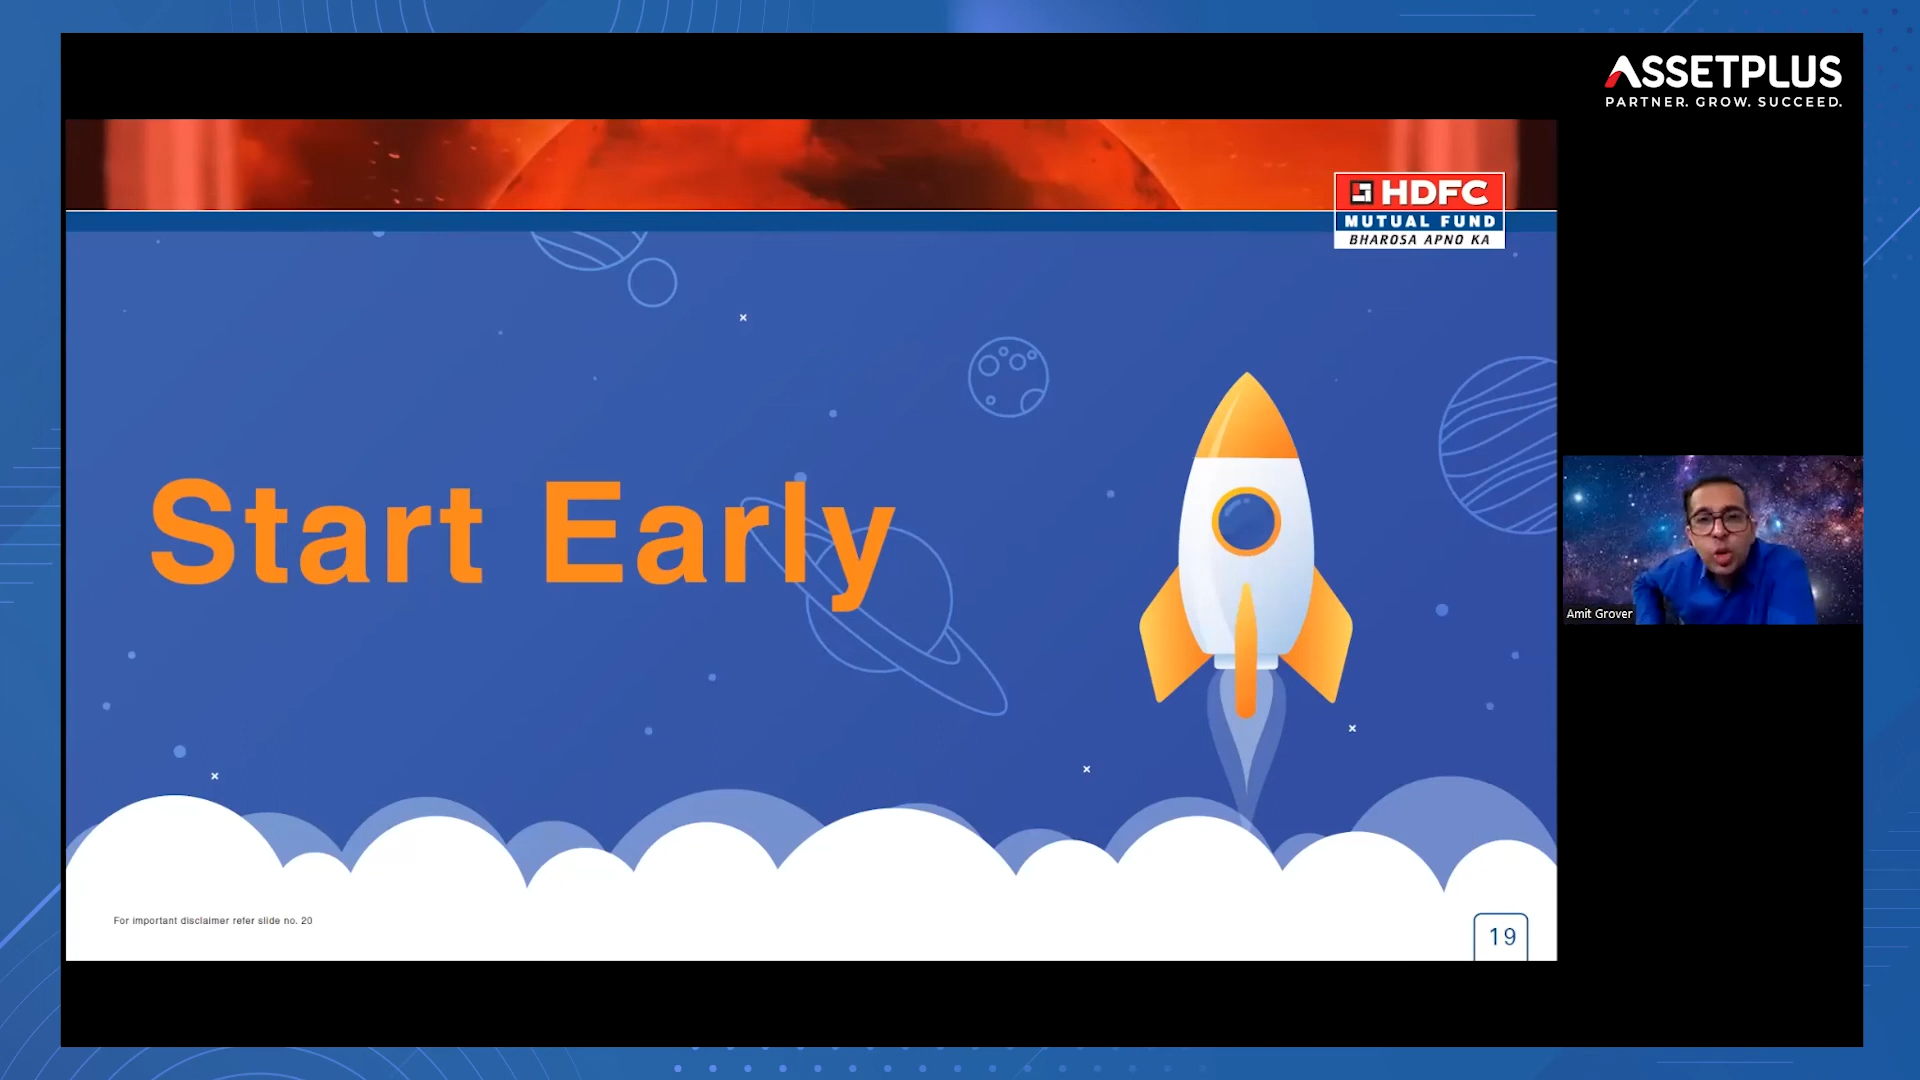 ASSETPLUS
PARTNER. GROW. SUCCEED.
HDFC
MUTUAL FUND
BHAROSA APNO KA
Start Early
Amit Grover
For important disclaimer refer slide no. 20
19